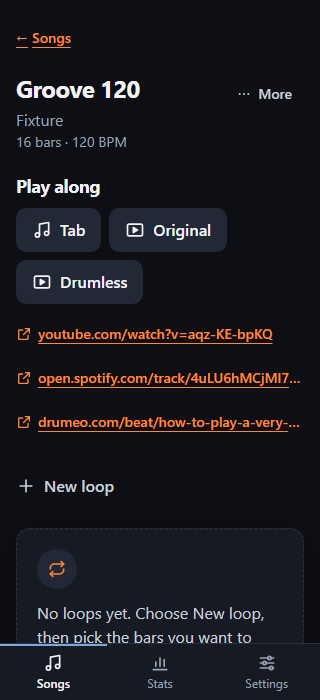 ← Songs
Groove 120
··· More
Fixture
16 bars · 120 BPM
Play along
Tab
Original
Drumless
youtube.com/watch?v=aqz-KE-bpKQ
open.spotify.com/track/4uLU6hMCjMI7...
drumeo.com/beat/how-to-play-a-very-...
New loop
No loops yet. Choose New loop,
then pick the bars you want to
Songs
Stats
Settings